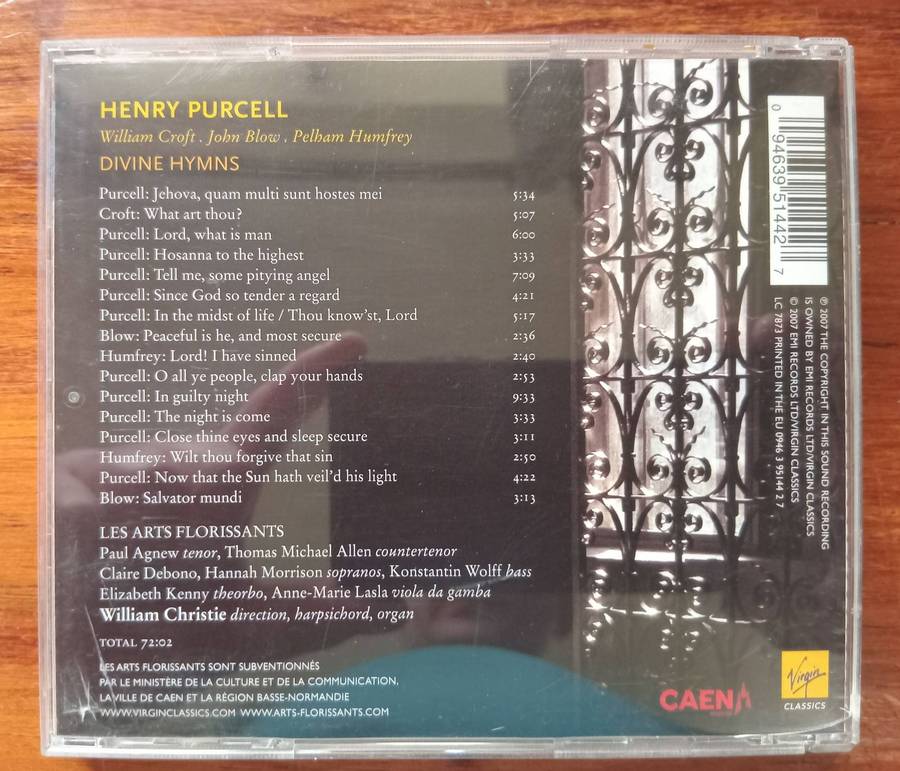 HENRY PURCELL
William Croft . John Blow . Pelham Humfrey
DIVINE HYMNS
Purcell: Jehova, quam multi sunt hostes mei 5:34
Croft: What art thou? 5:07
Purcell: Lord, what is man 6:00
Purcell: Hosanna to the highest 3:33
Purcell: Tell me, some pitying angel 7:09
Purcell: Since God so tender a regard 4:21
Purcell: In the midst of life / Thou know'st, Lord 5:17
Blow: Peaceful is he, and most secure 2:36
Humfrey: Lord! I have sinned 2:40
Purcell: O all ye people, clap your hands 2:53
Purcell: In guilty night 9:33
Purcell: The night is come 3:33
Purcell: Close thine eyes and sleep secure 3:11
Humfrey: Wilt thou forgive that sin 2:50
Purcell: Now that the Sun hath veil'd his light 4:22
Blow: Salvator mundi 3:13
LES ARTS FLORISSANTS
Paul Agnew tenor, Thomas Michael Allen countertenor
Claire Debono, Hannah Morrison sopranos, Konstantin Wolff bass
Elizabeth Kenny theorbo, Anne-Marie Lasla viola da gamba
William Christie direction, harpsichord, organ
TOTAL 72:02
LES ARTS FLORISSANTS SONT SUBVENTIONNÉS
PAR LE MINISTÈRE DE LA CULTURE ET DE LA COMMUNICATION,
LA VILLE DE CAEN ET LA RÉGION BASSE-NORMANDIE
WWW.VIRGINCLASSICS.COM WWW.ARTS-FLORISSANTS.COM
0 94639 51442 7
℗ 2007 THE COPYRIGHT IN THIS SOUND RECORDING
IS OWNED BY EMI RECORDS LTD/VIRGIN CLASSICS
© 2007 EMI RECORDS LTD/VIRGIN CLASSICS
LC 7873 PRINTED IN THE EU 0946 3 95144 2 7
CAEN
Virgin
CLASSICS